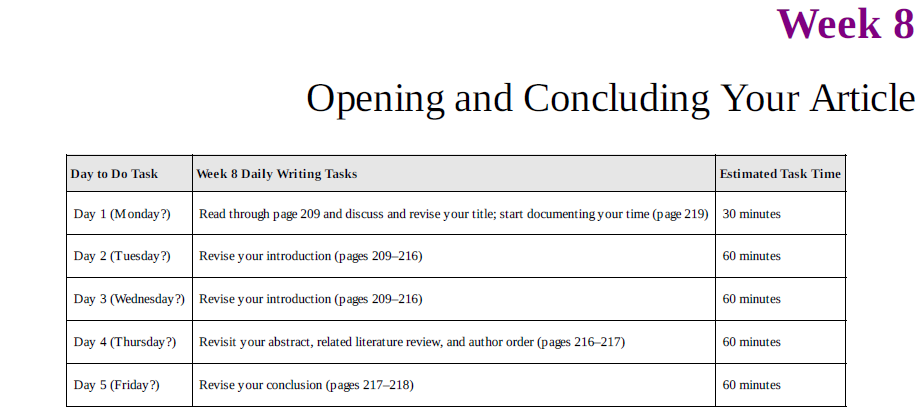 Week 8
Opening and Concluding Your Article
Day to Do Task Week 8 Daily Writing Tasks Estimated Task Time
Day 1 (Monday?) Read through page 209 and discuss and revise your title; start documenting your time (page 219) 30 minutes
Day 2 (Tuesday?) Revise your introduction (pages 209–216) 60 minutes
Day 3 (Wednesday?) Revise your introduction (pages 209–216) 60 minutes
Day 4 (Thursday?) Revisit your abstract, related literature review, and author order (pages 216–217) 60 minutes
Day 5 (Friday?) Revise your conclusion (pages 217–218) 60 minutes